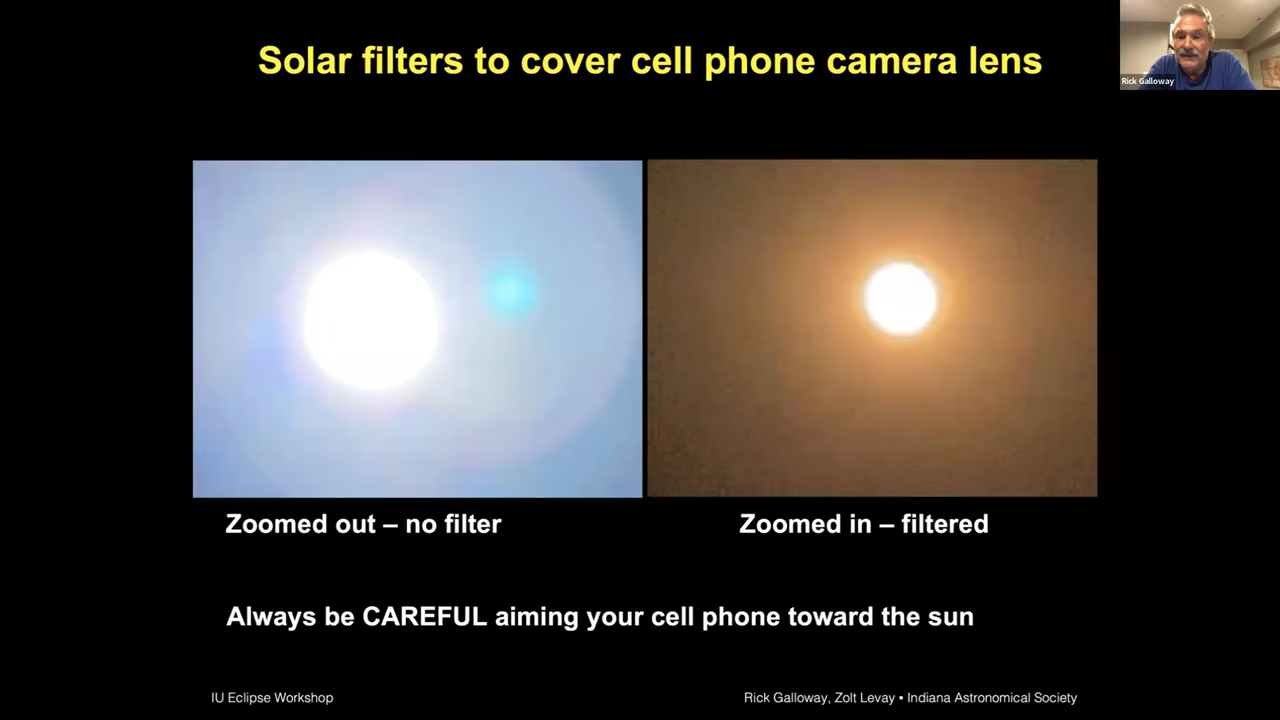 Solar filters to cover cell phone camera lens
Rick Galloway
Zoomed out – no filter
Zoomed in – filtered
Always be CAREFUL aiming your cell phone toward the sun
IU Eclipse Workshop
Rick Galloway, Zolt Levay ▪ Indiana Astronomical Society